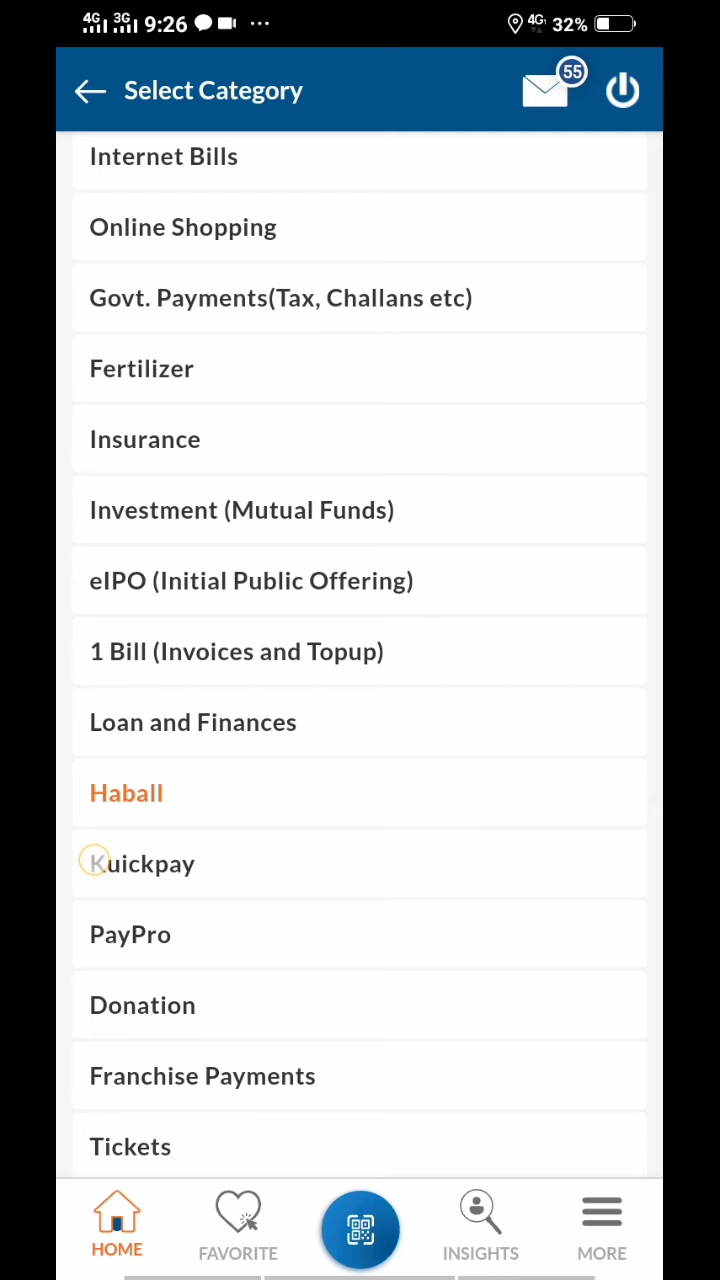 4G 3G 9:26 ... 4G 32%
Select Category 55
Internet Bills
Online Shopping
Govt. Payments(Tax, Challans etc)
Fertilizer
Insurance
Investment (Mutual Funds)
eIPO (Initial Public Offering)
1 Bill (Invoices and Topup)
Loan and Finances
Haball
Kuickpay
PayPro
Donation
Franchise Payments
Tickets
HOME FAVORITE INSIGHTS MORE